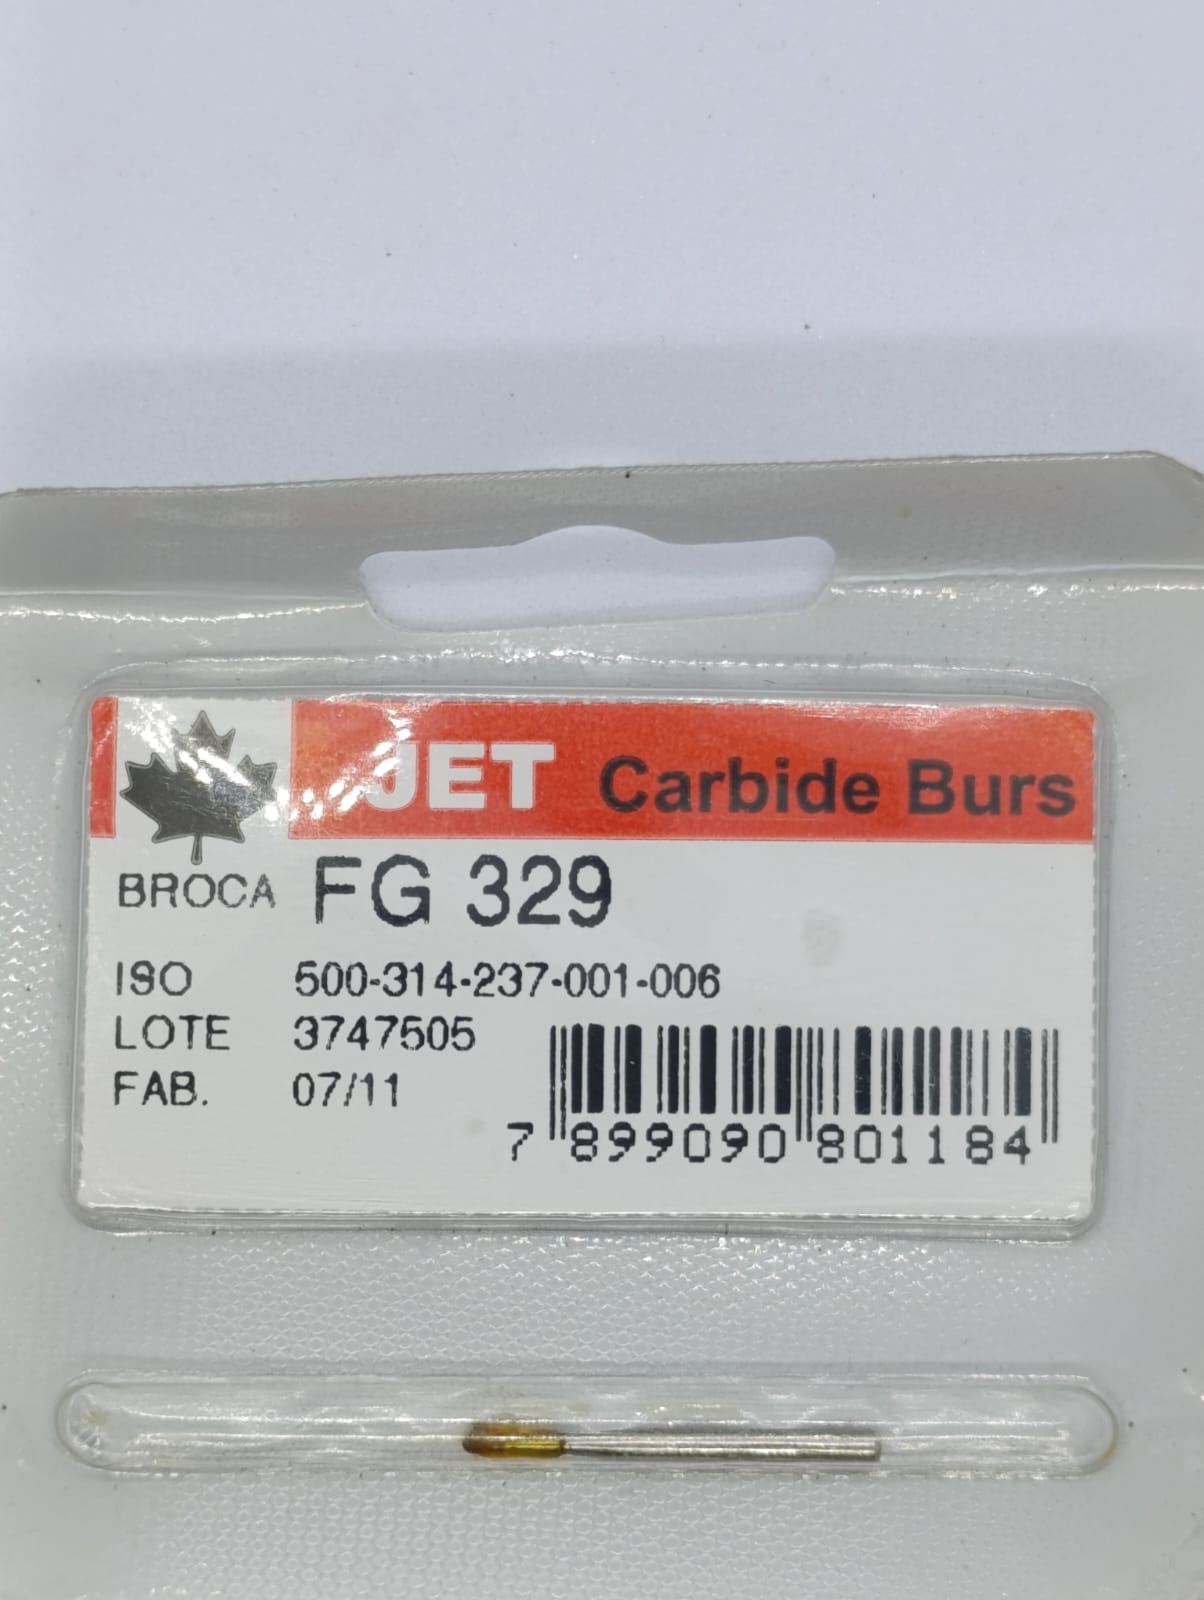 JET Carbide Burs
BROCA FG 329
ISO 500-314-237-001-006
LOTE 3747505
FAB. 07/11
7 899090 801184